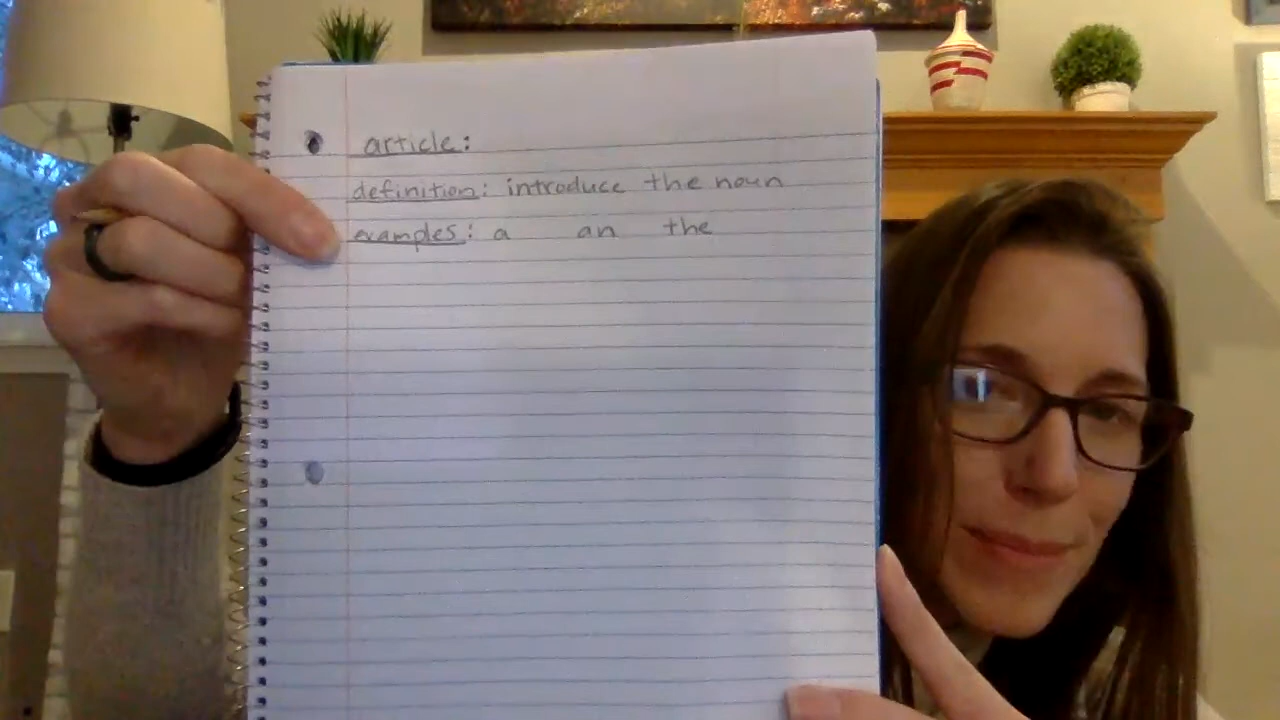 article:
definition: introduce the noun
examples: a an the